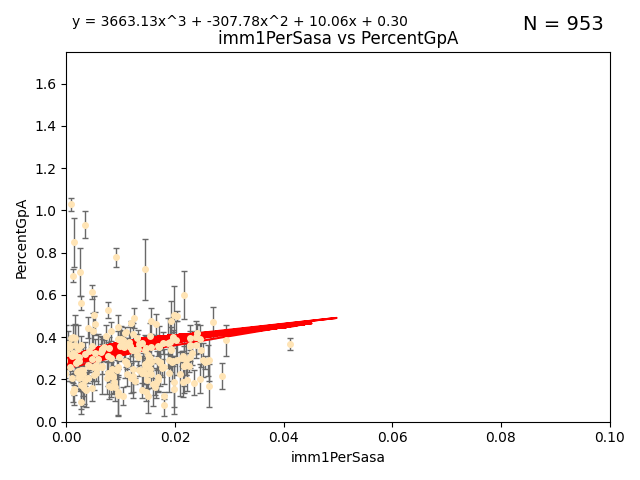 y = 3663.13x^3 + -307.78x^2 + 10.06x + 0.30
N = 953
imm1PerSasa vs PercentGpA
1.6
1.4
1.2
1.0
0.8
0.6
0.4
0.2
0.0
PercentGpA
0.00 0.02 0.04 0.06 0.08 0.10
imm1PerSasa